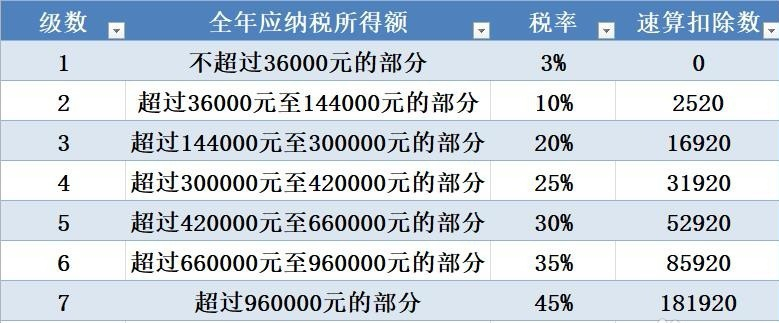 级数 全年应纳税所得额 税率 速算扣除数
1 不超过36000元的部分 3% 0
2 超过36000元至144000元的部分 10% 2520
3 超过144000元至300000元的部分 20% 16920
4 超过300000元至420000元的部分 25% 31920
5 超过420000元至660000元的部分 30% 52920
6 超过660000元至960000元的部分 35% 85920
7 超过960000元的部分 45% 181920